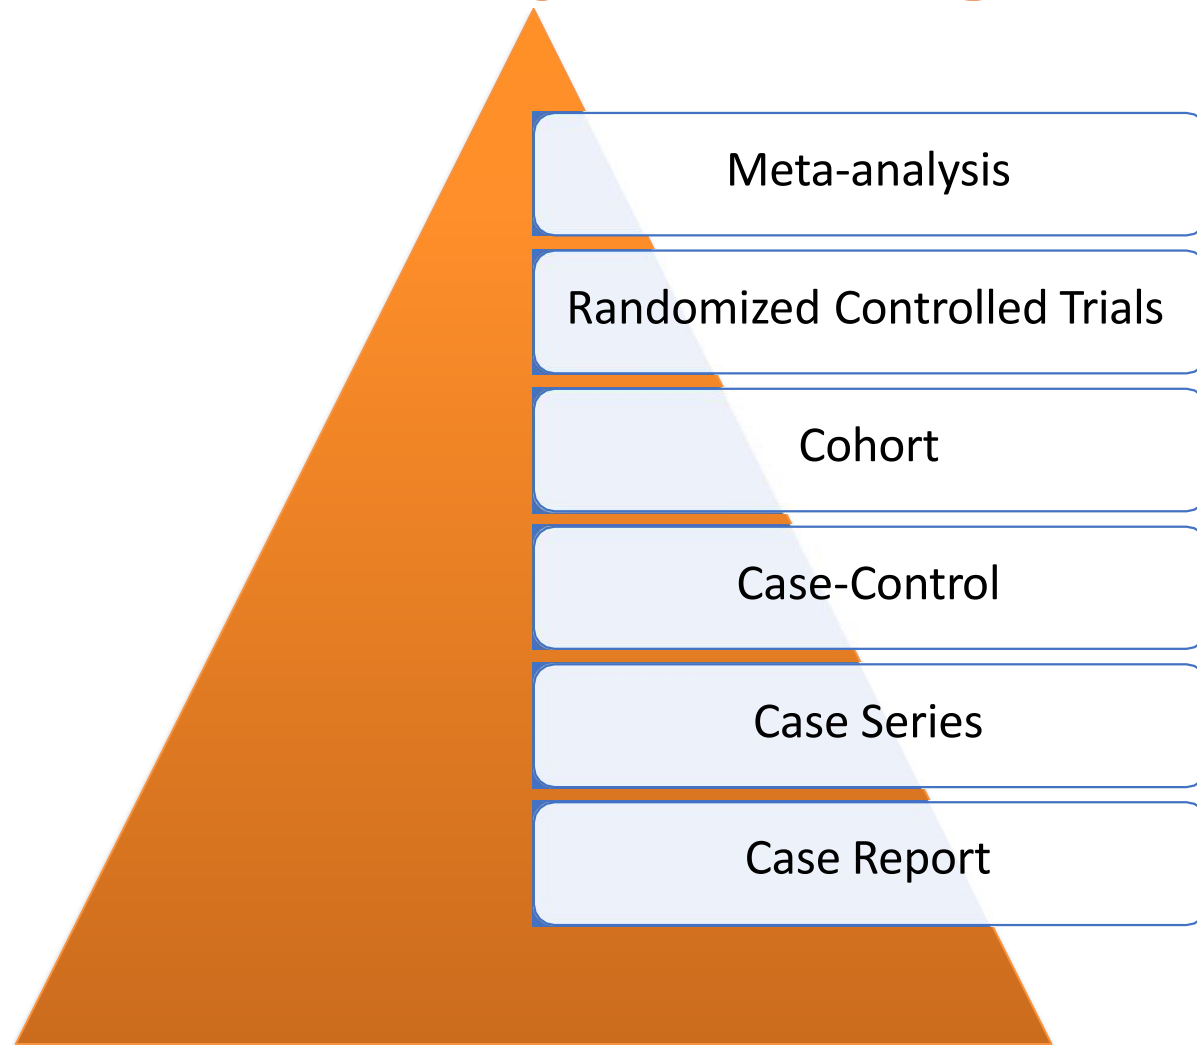 Meta-analysis
Randomized Controlled Trials
Cohort
Case-Control
Case Series
Case Report